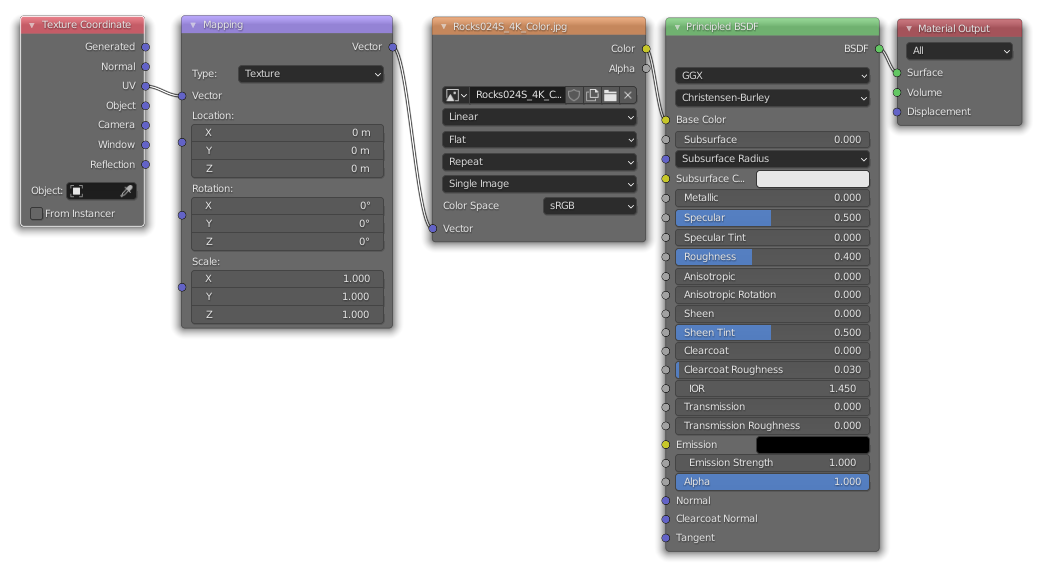 Texture Coordinate
Generated
Normal
UV
Object
Camera
Window
Reflection
Object:
From Instancer
Mapping
Vector
Type: Texture
Vector
Location:
X 0 m
Y 0 m
Z 0 m
Rotation:
X 0°
Y 0°
Z 0°
Scale:
X 1.000
Y 1.000
Z 1.000
Rocks024S_4K_Color.jpg
Color
Alpha
Rocks024S_4K_C...
Linear
Flat
Repeat
Single Image
Color Space sRGB
Vector
Principled BSDF
BSDF
GGX
Christensen-Burley
Base Color
Subsurface 0.000
Subsurface Radius
Subsurface C...
Metallic 0.000
Specular 0.500
Specular Tint 0.000
Roughness 0.400
Anisotropic 0.000
Anisotropic Rotation 0.000
Sheen 0.000
Sheen Tint 0.500
Clearcoat 0.000
Clearcoat Roughness 0.030
IOR 1.450
Transmission 0.000
Transmission Roughness 0.000
Emission
Emission Strength 1.000
Alpha 1.000
Normal
Clearcoat Normal
Tangent
Material Output
All
Surface
Volume
Displacement